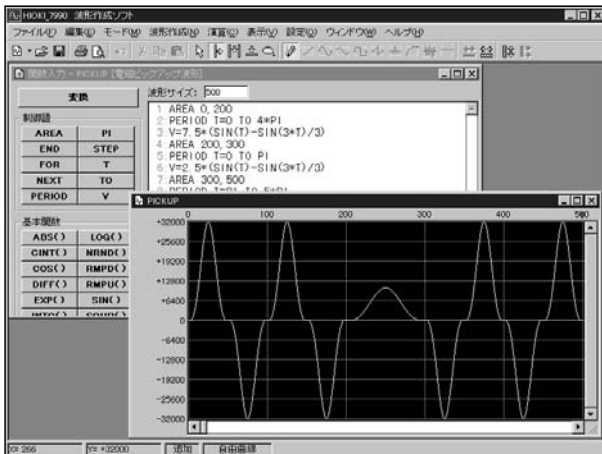 HIOKI_7990 波形作成ソフト
ファイル(F) 編集(E) モード(M) 波形作成(N) 演算(C) 表示(V) 設定(O) ウィンドウ(W) ヘルプ(H)
関数入力 - PICKUP [電磁ピックアップ波形]
変換
波形サイズ: 500
制御語
AREA PI
END STEP
FOR T
NEXT TO
PERIOD V
基本関数
ABS( ) LOG( )
CINT( ) NRND( )
COS( ) RMPD( )
DIFF( ) RMPU( )
EXP( ) SIN( )
1: AREA 0, 200
2: PERIOD T=0 TO 4*PI
3: V=7.5*(SIN(T)-SIN(3*T)/3)
4: AREA 200, 300
5: PERIOD T=0 TO PI
6: V=2.5*(SIN(T)-SIN(3*T)/3)
7: AREA 300, 500
PICKUP
0 100 200 300 400 500
+32000
+25600
+19200
+12800
+6400
0
-6400
-12800
-19200
-25600
-32000
X= 266 Y= +32000 追加 自由曲線